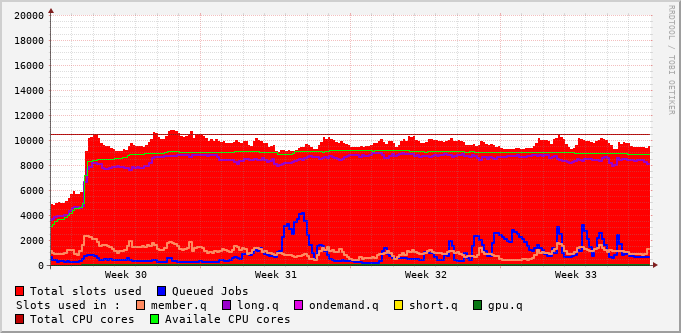 20000
18000
16000
14000
12000
10000
8000
6000
4000
2000
0
Week 30 Week 31 Week 32 Week 33
RRDTOOL / TOBI OETIKER
Total slots used Queued Jobs
Slots used in : member.q long.q ondemand.q short.q gpu.q
Total CPU cores Availale CPU cores